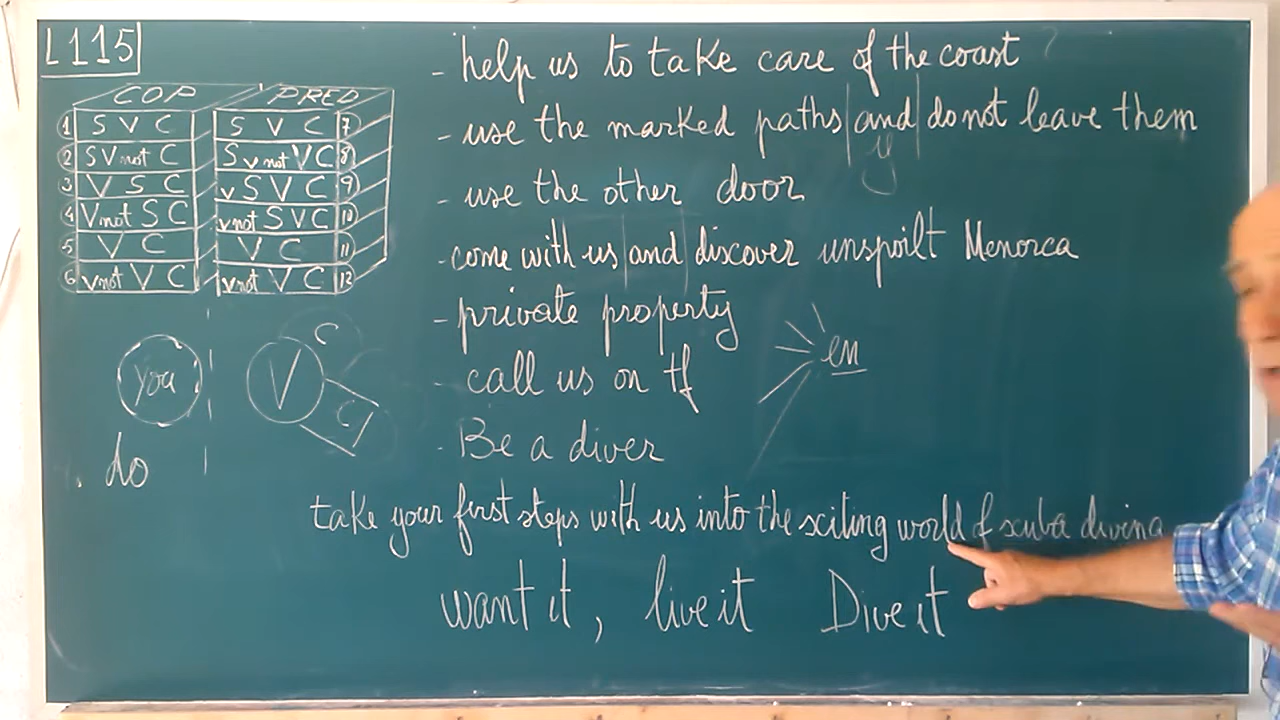 L115
COP PRED
1 S V C S V C 7
2 S V not C S v not V C 8
3 V S C v S V C 9
4 V not S C v not S V C 10
5 V C V C 11
6 v not V C v not V C 12
you V C C
. do
- help us to take care of the coast ?
- use the marked paths | and | do not leave them
y
- use the other door
- come with us | and | discover unspoilt Menorca
- private property
en
- call us on tf
- Be a diver
take your first steps with us into the exciting world of scuba diving
want it, live it Dive it